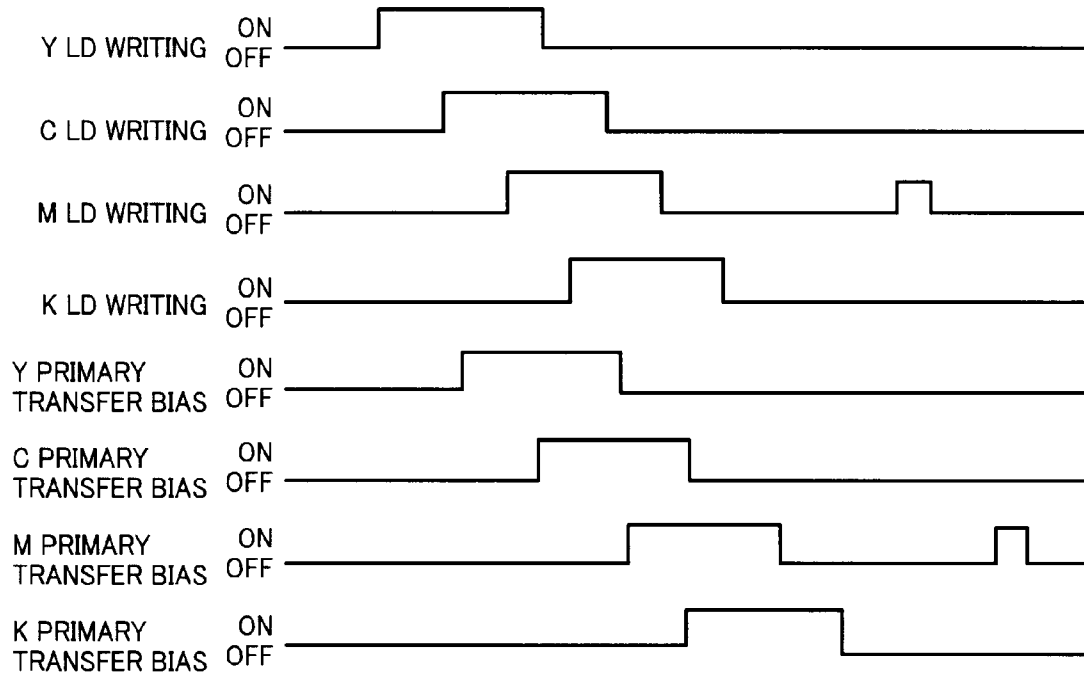 ON
Y LD WRITING OFF
ON
C LD WRITING OFF
ON
M LD WRITING OFF
ON
K LD WRITING OFF
Y PRIMARY ON
TRANSFER BIAS OFF
C PRIMARY ON
TRANSFER BIAS OFF
M PRIMARY ON
TRANSFER BIAS OFF
K PRIMARY ON
TRANSFER BIAS OFF